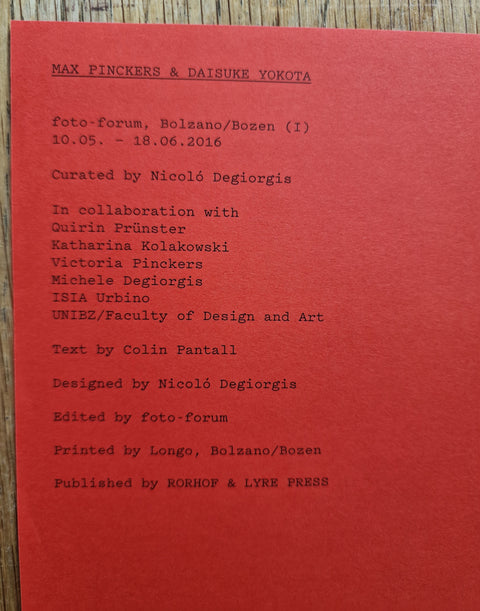 MAX PINCKERS & DAISUKE YOKOTA
foto-forum, Bolzano/Bozen (I)
10.05. – 18.06.2016
Curated by Nicoló Degiorgis
In collaboration with
Quirin Prünster
Katharina Kolakowski
Victoria Pinckers
Michele Degiorgis
ISIA Urbino
UNIBZ/Faculty of Design and Art
Text by Colin Pantall
Designed by Nicoló Degiorgis
Edited by foto-forum
Printed by Longo, Bolzano/Bozen
Published by RORHOF & LYRE PRESS